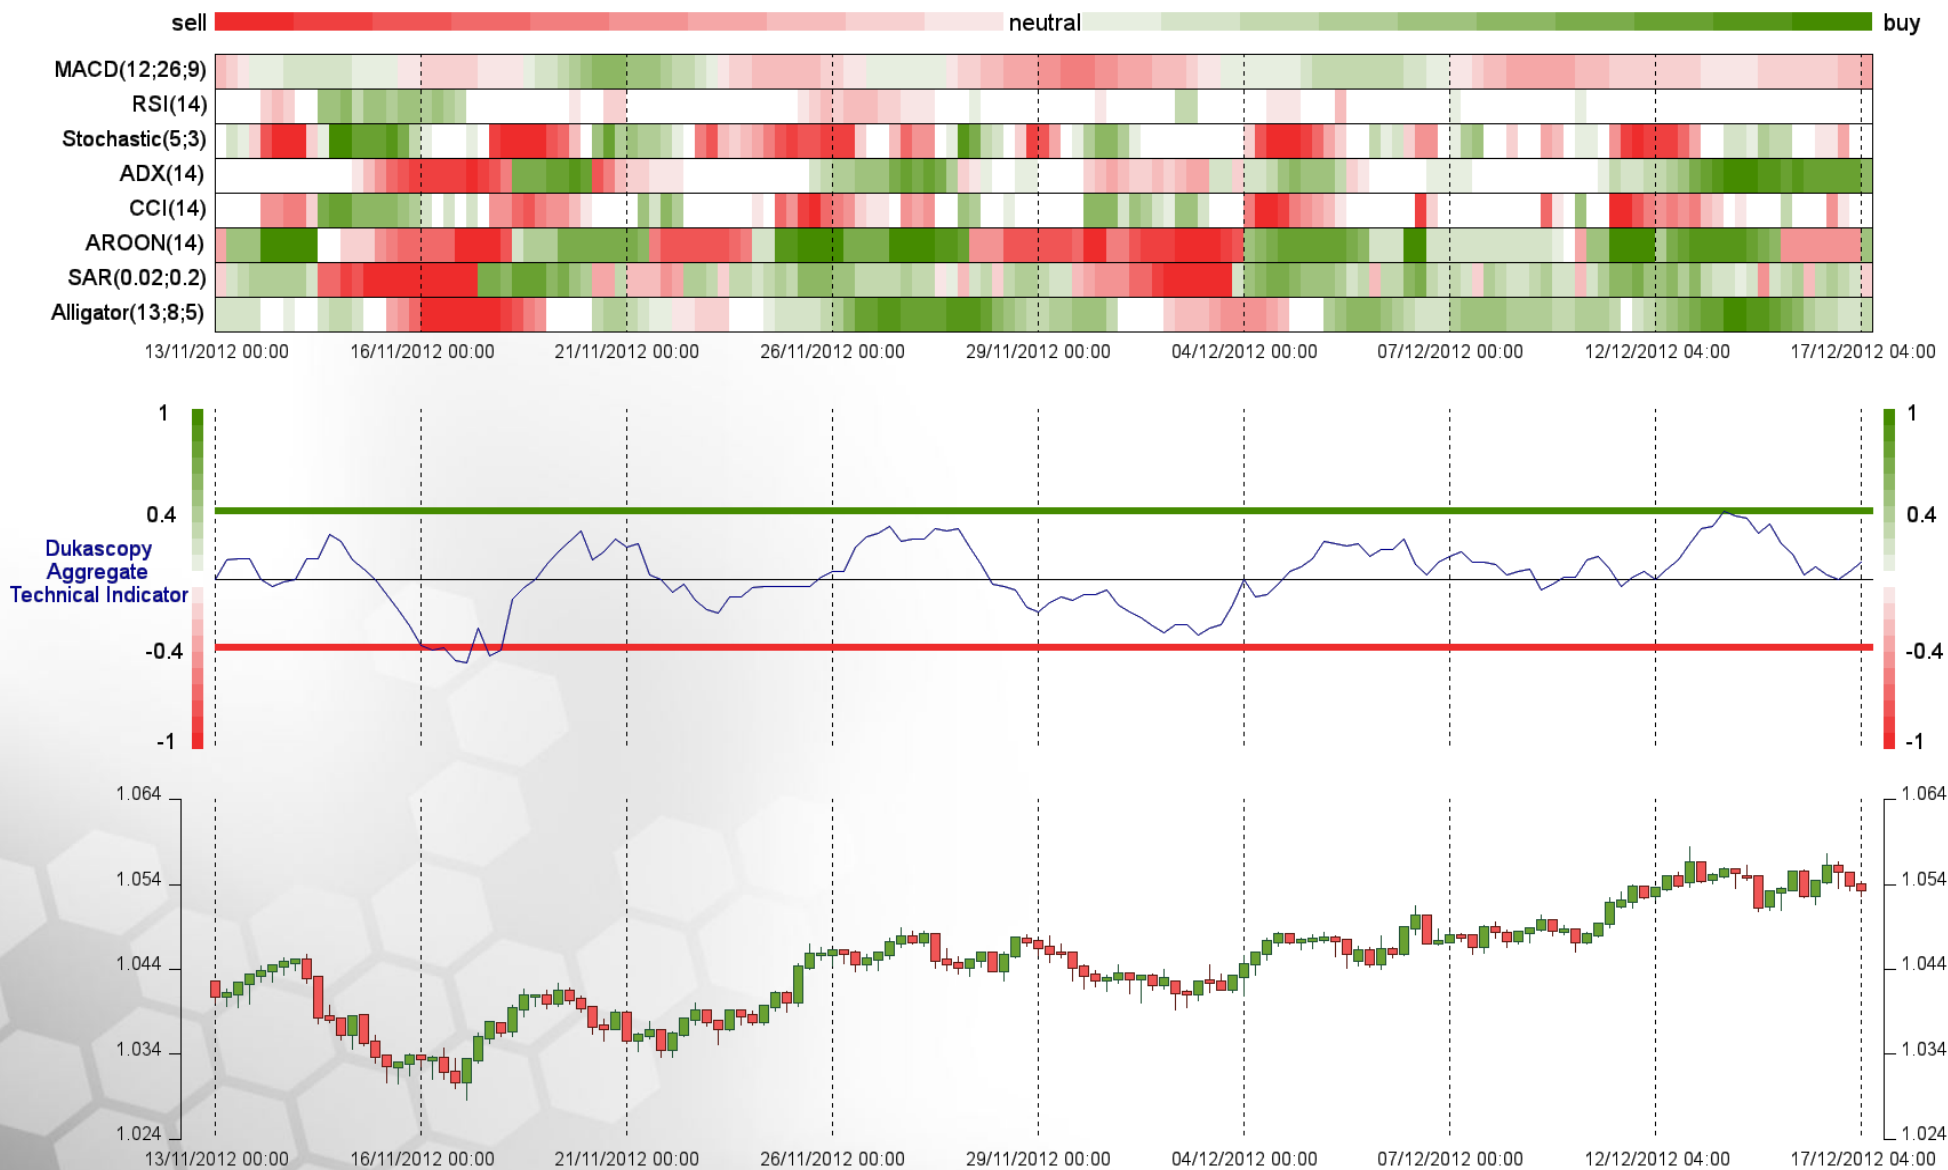 sell neutral buy
MACD(12;26;9)
RSI(14)
Stochastic(5;3)
ADX(14)
CCI(14)
AROON(14)
SAR(0.02;0.2)
Alligator(13;8;5)
13/11/2012 00:00 16/11/2012 00:00 21/11/2012 00:00 26/11/2012 00:00 29/11/2012 00:00 04/12/2012 00:00 07/12/2012 00:00 12/12/2012 04:00 17/12/2012 04:00
1 1
0.4 0.4
Dukascopy
Aggregate
Technical Indicator
-0.4 -0.4
-1 -1
1.064 1.064
1.054 1.054
1.044 1.044
1.034 1.034
1.024 1.024
13/11/2012 00:00 16/11/2012 00:00 21/11/2012 00:00 26/11/2012 00:00 29/11/2012 00:00 04/12/2012 00:00 07/12/2012 00:00 12/12/2012 04:00 17/12/2012 04:00